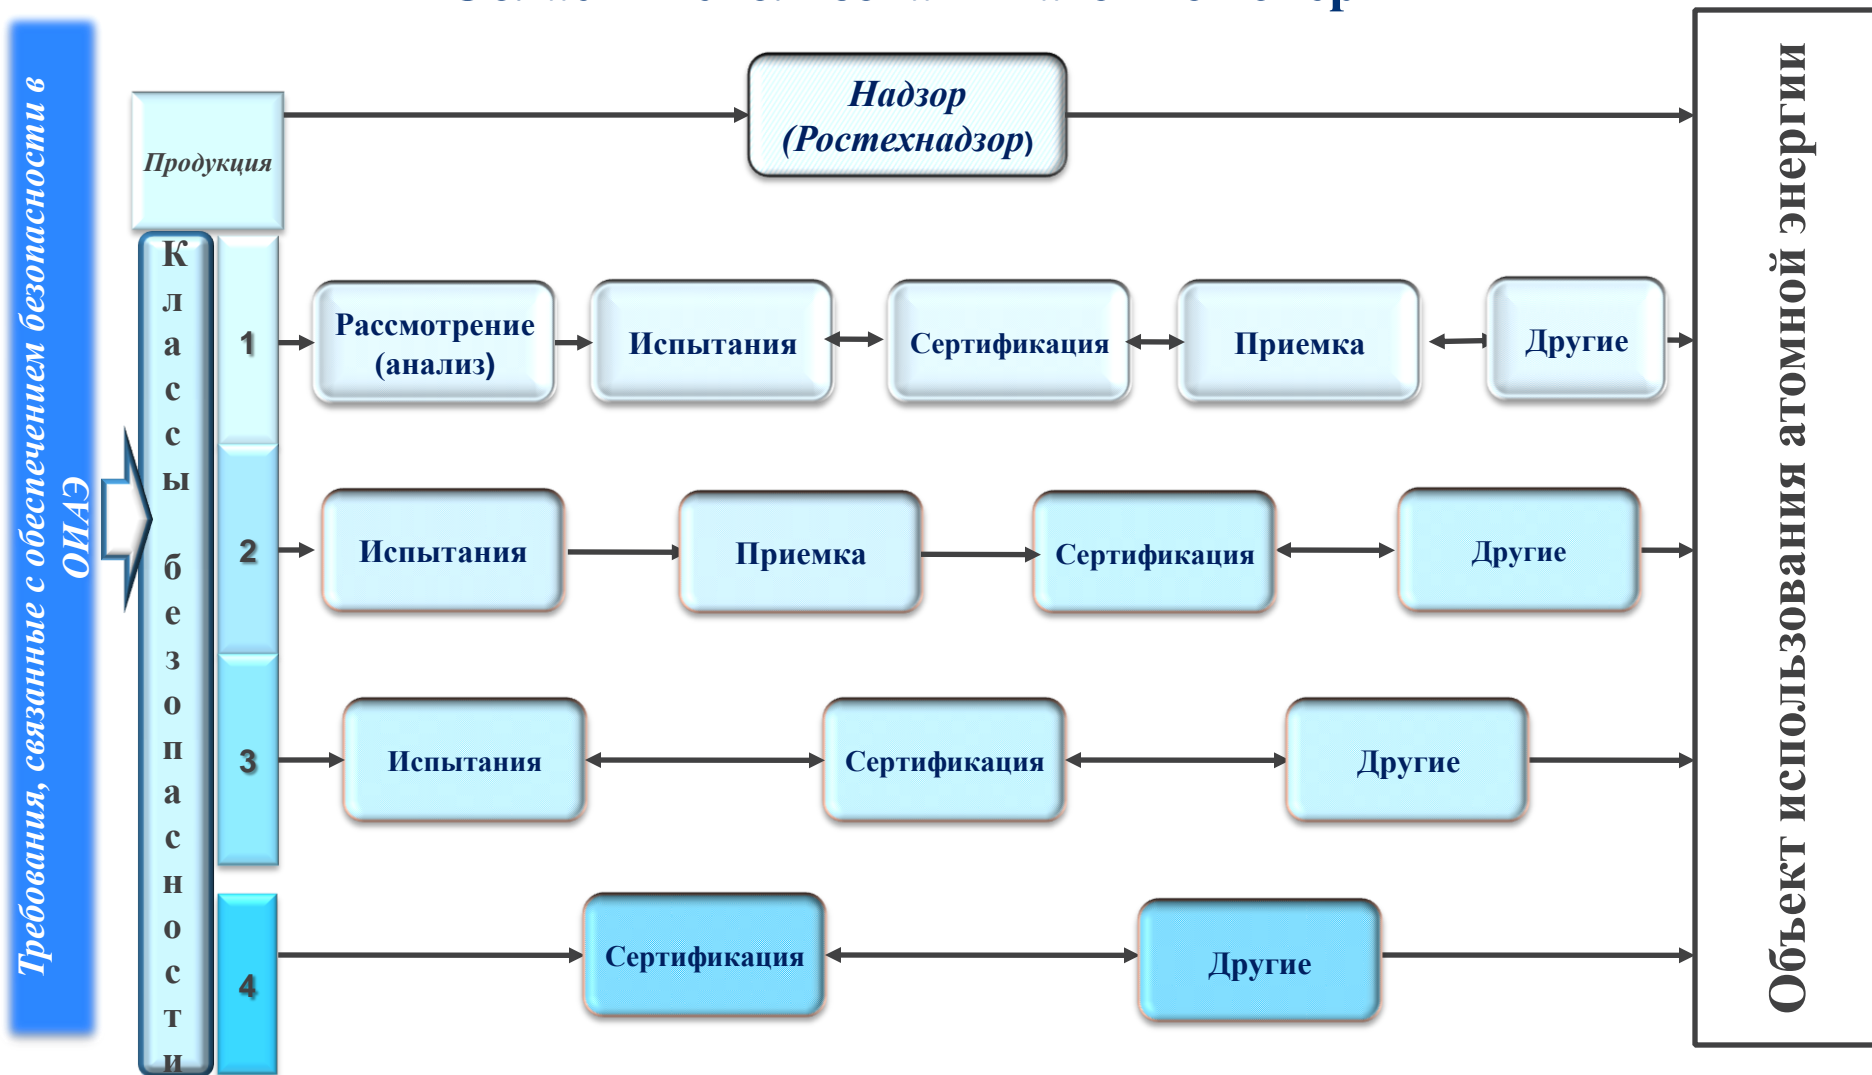 Требования, связанные с обеспечением безопасности в
ОИАЭ
Продукция
Надзор
(Ростехнадзор)
Классы безопасности
1
Рассмотрение
(анализ)
Испытания
Сертификация
Приемка
Другие
2
Испытания
Приемка
Сертификация
Другие
3
Испытания
Сертификация
Другие
4
Сертификация
Другие
Объект использования атомной энергии